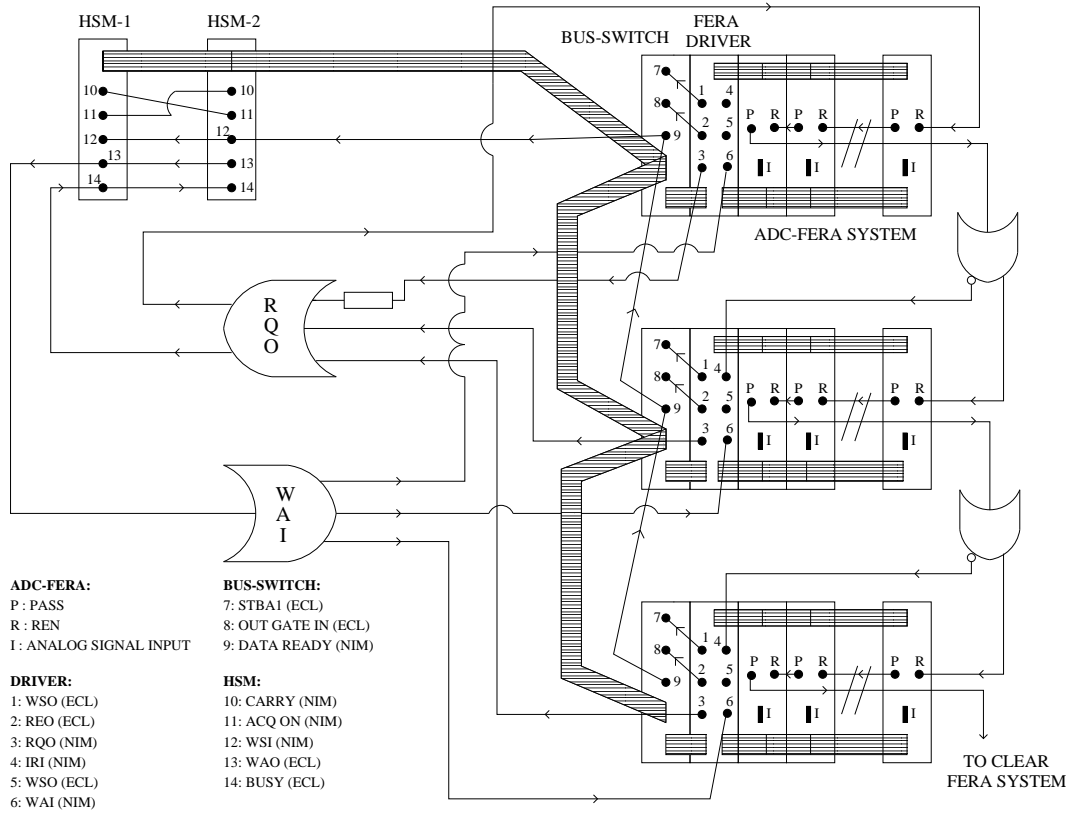 HSM-1 HSM-2
BUS-SWITCH
FERA
DRIVER
10 10
11 11
12 12
13 13
14 14
7 1 4
8 2 5
9 3 6
P R P R P R
I I I
ADC-FERA SYSTEM
R
Q
O
7 1 4
8 2 5
9 3 6
P R P R P R
I I I
W
A
I
7 1 4
8 2 5
9 3 6
P R P R P R
I I I
TO CLEAR
FERA SYSTEM
ADC-FERA:
P : PASS
R : REN
I : ANALOG SIGNAL INPUT
BUS-SWITCH:
7: STBA1 (ECL)
8: OUT GATE IN (ECL)
9: DATA READY (NIM)
DRIVER:
1: WSO (ECL)
2: REO (ECL)
3: RQO (NIM)
4: IRI (NIM)
5: WSO (ECL)
6: WAI (NIM)
HSM:
10: CARRY (NIM)
11: ACQ ON (NIM)
12: WSI (NIM)
13: WAO (ECL)
14: BUSY (ECL)